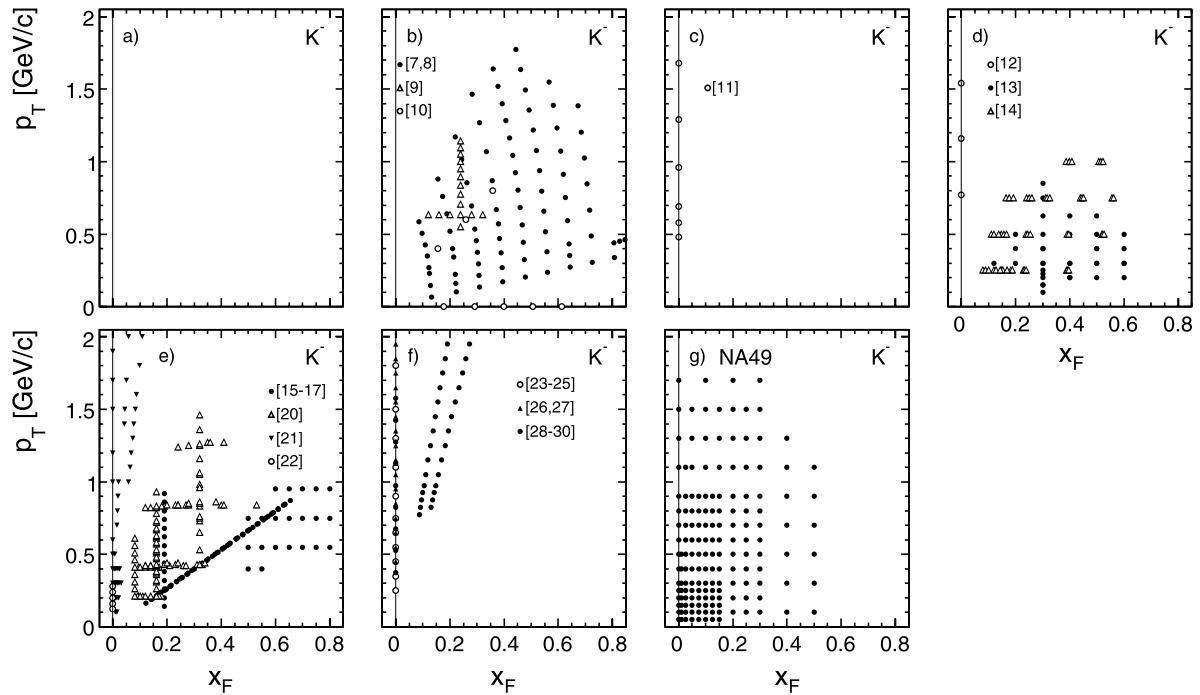 a) K⁻
b) K⁻
c) K⁻
d) K⁻
[7,8]
[9]
[10]
[11]
[12]
[13]
[14]
p_T [GeV/c]
2
1.5
1
0.5
0
0 0.2 0.4 0.6 0.8
x_F
e) K⁻
f) K⁻
g) NA49 K⁻
[15-17]
[20]
[21]
[22]
[23-25]
[26,27]
[28-30]
p_T [GeV/c]
2
1.5
1
0.5
0
0 0.2 0.4 0.6 0.8
0 0.2 0.4 0.6 0.8
0 0.2 0.4 0.6 0.8
x_F
x_F
x_F